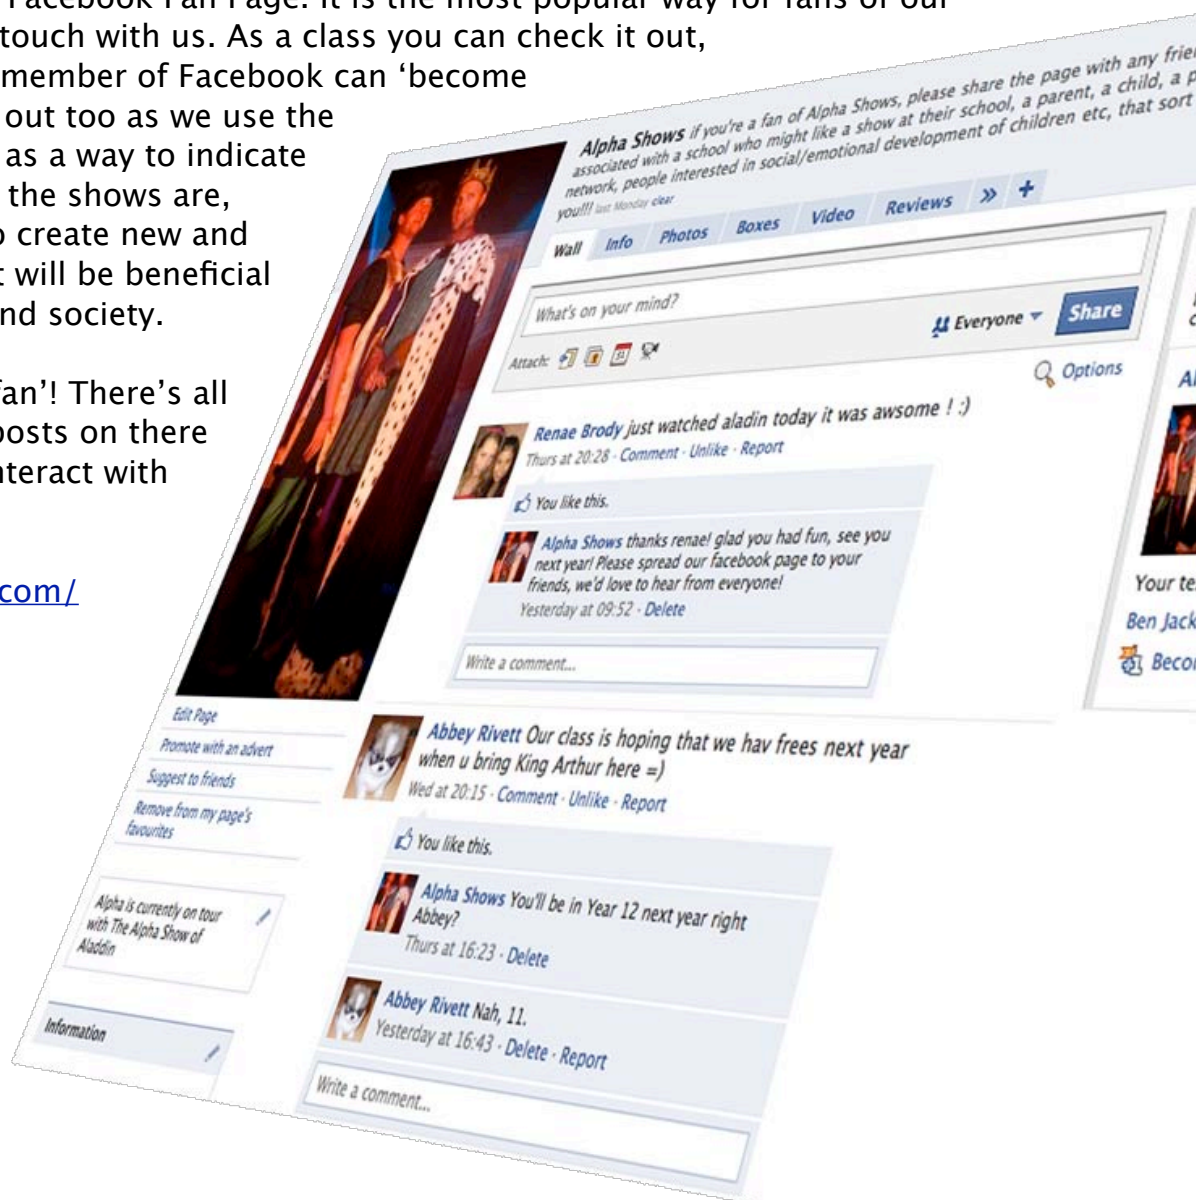 Facebook Fan Page. It is the most popular way for fans of our
touch with us. As a class you can check it out,
member of Facebook can ‘become
out too as we use the
as a way to indicate
the shows are,
create new and
will be beneficial
nd society.
fan’! There’s all
posts on there
nteract with
com/
Alpha Shows if you're a fan of Alpha Shows, please share the page with any frie
associated with a school who might like a show at their school, a parent, a child, a p
network, people interested in social/emotional development of children etc, that sort
you!!! last Monday clear
Wall Info Photos Boxes Video Reviews » +
What's on your mind?
Attach: 31 Everyone Share
Options
Renae Brody just watched aladin today it was awsome ! :)
Thurs at 20:28 · Comment · Unlike · Report
You like this.
Alpha Shows thanks renae! glad you had fun, see you
next year! Please spread our facebook page to your
friends, we'd love to hear from everyone!
Yesterday at 09:52 · Delete
Write a comment...
Abbey Rivett Our class is hoping that we hav frees next year
when u bring King Arthur here =)
Wed at 20:15 · Comment · Unlike · Report
You like this.
Alpha Shows You'll be in Year 12 next year right
Abbey?
Thurs at 16:23 · Delete
Abbey Rivett Nah, 11.
Yesterday at 16:43 · Delete · Report
Write a comment...
Edit Page
Promote with an advert
Suggest to friends
Remove from my page's
favourites
Alpha is currently on tour
with The Alpha Show of
Aladdin
Information
Al
Your te
Ben Jack
Becor